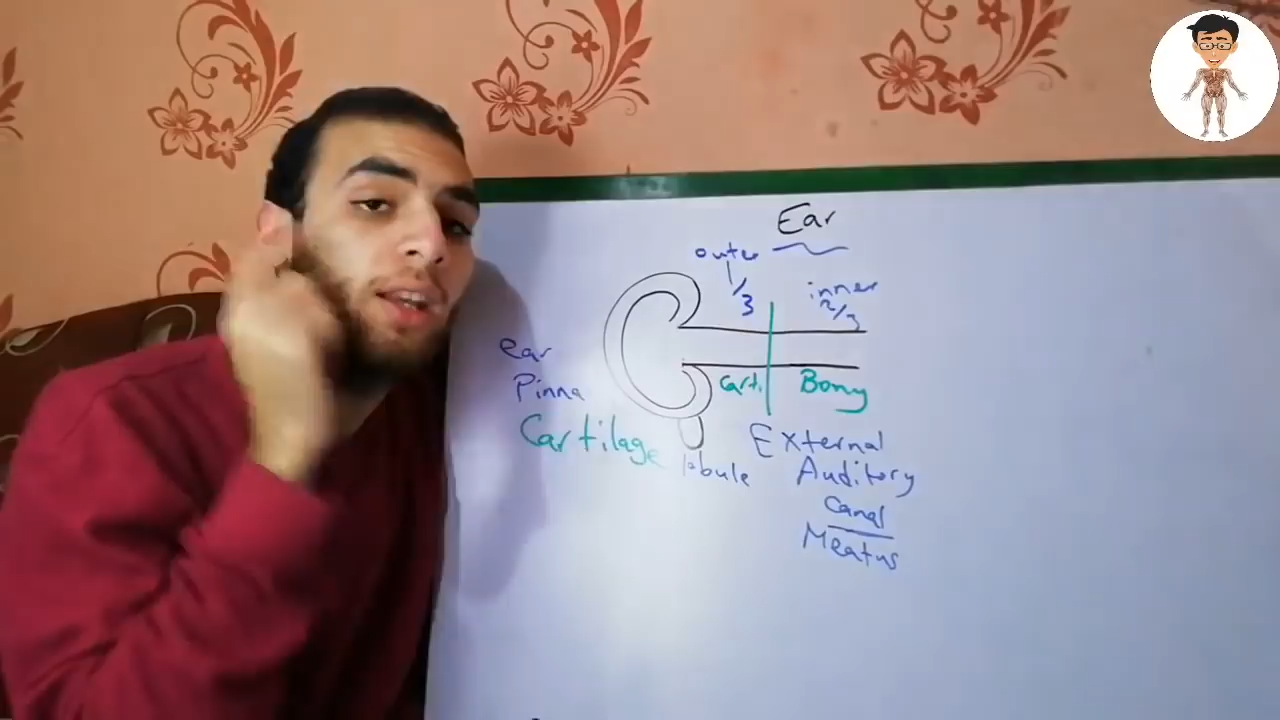 Ear
outer
1/3
inner
2/3
ear
Pinna
Cartilage
lobule
Carti.
Bony
External
Auditory
Canal
Meatus